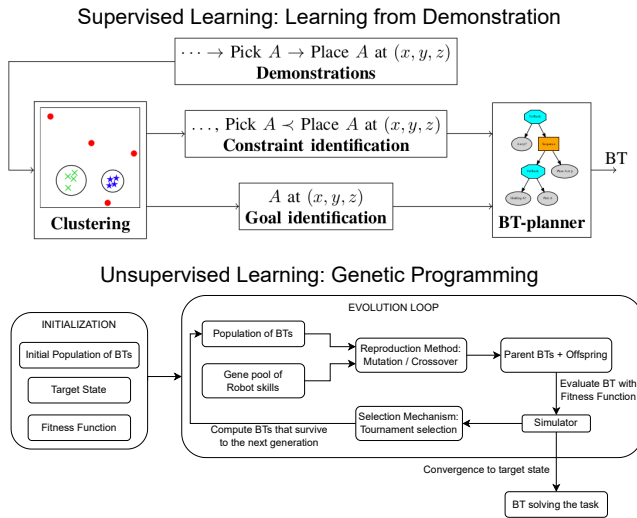 Supervised Learning: Learning from Demonstration
⋯ → Pick A → Place A at (x, y, z)
Demonstrations
Clustering
…, Pick A ≺ Place A at (x, y, z)
Constraint identification
A at (x, y, z)
Goal identification
BT-planner
BT
Unsupervised Learning: Genetic Programming
INITIALIZATION
Initial Population of BTs
Target State
Fitness Function
EVOLUTION LOOP
Population of BTs
Gene pool of
Robot skills
Reproduction Method:
Mutation / Crossover
Parent BTs + Offspring
Evaluate BT with
Fitness Function
Simulator
Selection Mechanism:
Tournament selection
Compute BTs that survive
to the next generation
Convergence to target state
BT solving the task